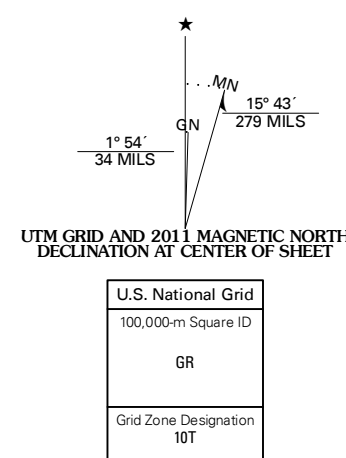 ★
MN
15° 43´
279 MILS
GN
1° 54´
34 MILS
UTM GRID AND 2011 MAGNETIC NORTH
DECLINATION AT CENTER OF SHEET
U.S. National Grid
100,000-m Square ID
GR
Grid Zone Designation
10T